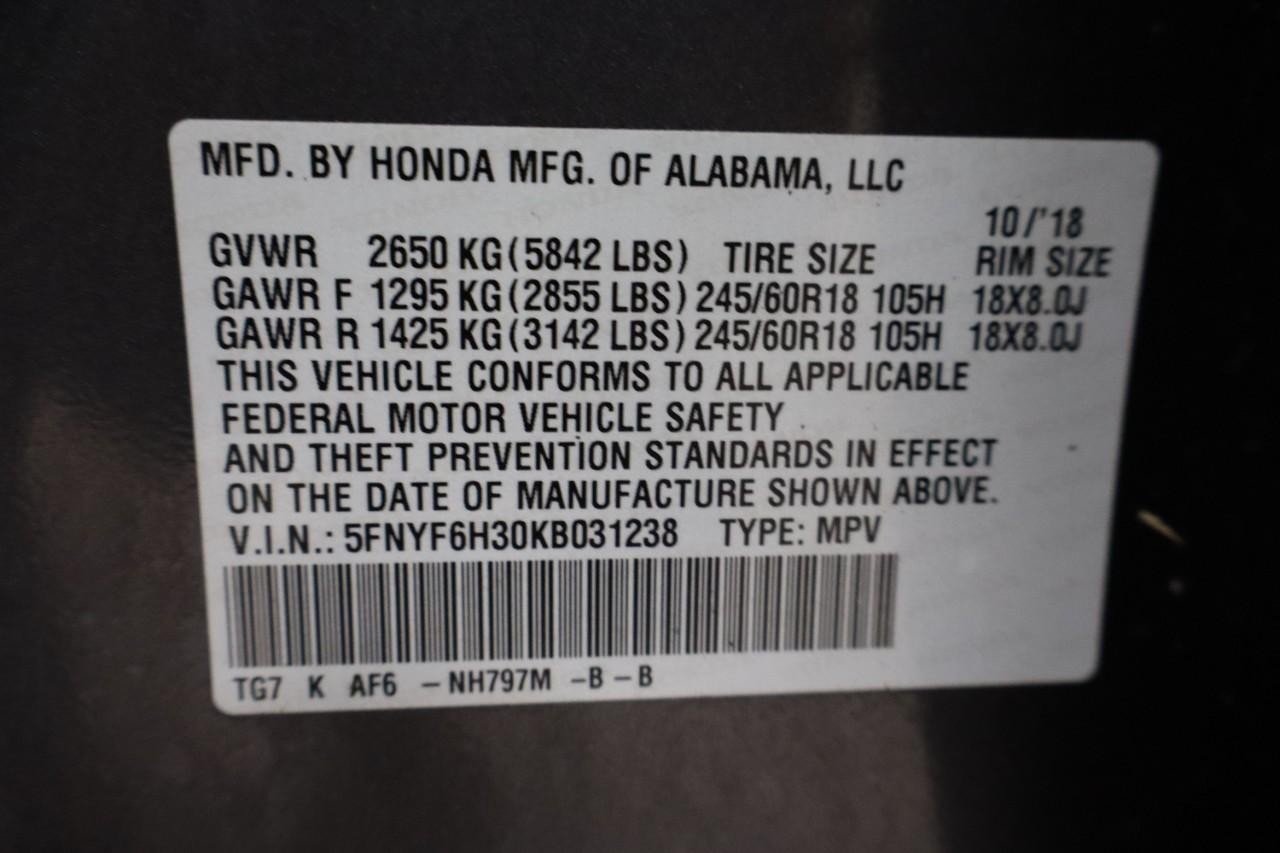 MFD. BY HONDA MFG. OF ALABAMA, LLC
10/'18
GVWR 2650 KG(5842 LBS) TIRE SIZE RIM SIZE
GAWR F 1295 KG(2855 LBS) 245/60R18 105H 18X8.0J
GAWR R 1425 KG(3142 LBS) 245/60R18 105H 18X8.0J
THIS VEHICLE CONFORMS TO ALL APPLICABLE
FEDERAL MOTOR VEHICLE SAFETY
AND THEFT PREVENTION STANDARDS IN EFFECT
ON THE DATE OF MANUFACTURE SHOWN ABOVE.
V.I.N.: 5FNYF6H30KB031238 TYPE: MPV
TG7 K AF6 -NH797M -B-B